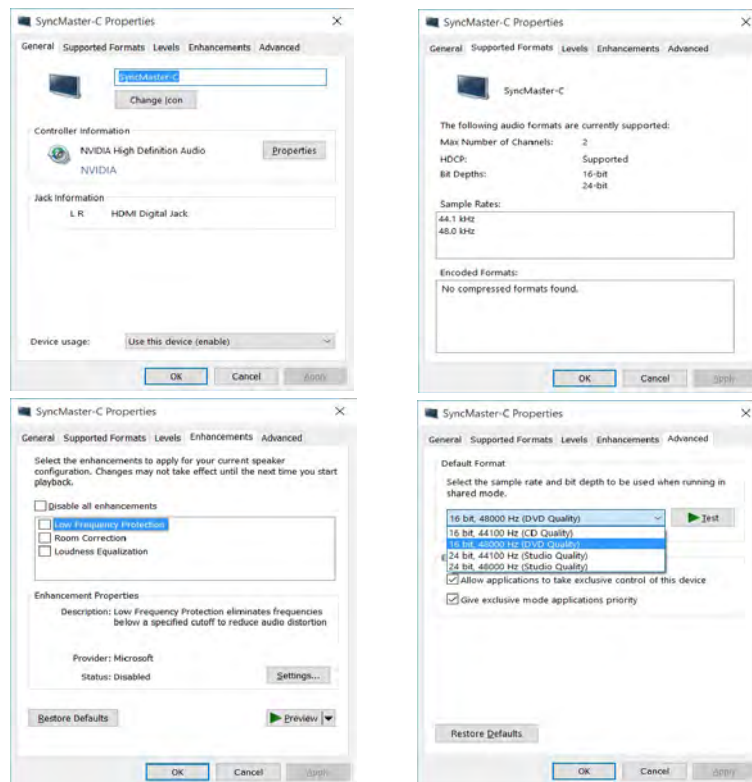 SyncMaster-C Properties
General Supported Formats Levels Enhancements Advanced
SyncMaster-C
Change Icon
Controller Information
NVIDIA High Definition Audio Properties
NVIDIA
Jack Information
L R HDMI Digital Jack
Device usage: Use this device (enable)
OK Cancel Apply
SyncMaster-C Properties
General Supported Formats Levels Enhancements Advanced
SyncMaster-C
The following audio formats are currently supported:
Max Number of Channels: 2
HDCP: Supported
Bit Depths: 16-bit
24-bit
Sample Rates:
44.1 kHz
48.0 kHz
Encoded Formats:
No compressed formats found.
OK Cancel Apply
SyncMaster-C Properties
General Supported Formats Levels Enhancements Advanced
Select the enhancements to apply for your current speaker
configuration. Changes may not take effect until the next time you start
playback.
Disable all enhancements
Low Frequency Protection
Room Correction
Loudness Equalization
Enhancement Properties
Description: Low Frequency Protection eliminates frequencies
below a specified cutoff to reduce audio distortion
Provider: Microsoft
Status: Disabled Settings...
Restore Defaults Preview
OK Cancel Apply
SyncMaster-C Properties
General Supported Formats Levels Enhancements Advanced
Default Format
Select the sample rate and bit depth to be used when running in
shared mode.
16 bit, 48000 Hz (DVD Quality) Test
16 bit, 44100 Hz (CD Quality)
16 bit, 48000 Hz (DVD Quality)
24 bit, 44100 Hz (Studio Quality)
24 bit, 48000 Hz (Studio Quality)
Allow applications to take exclusive control of this device
Give exclusive mode applications priority
Restore Defaults
OK Cancel Apply